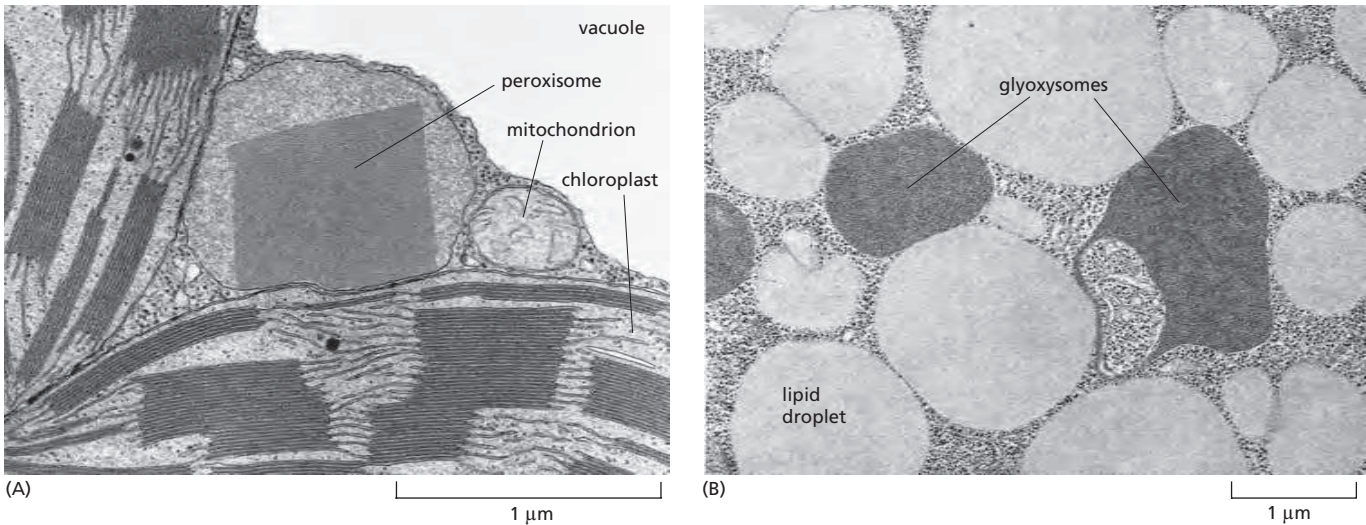 vacuole
peroxisome
mitochondrion
chloroplast
(A)
1 μm
glyoxysomes
lipid
droplet
(B)
1 μm